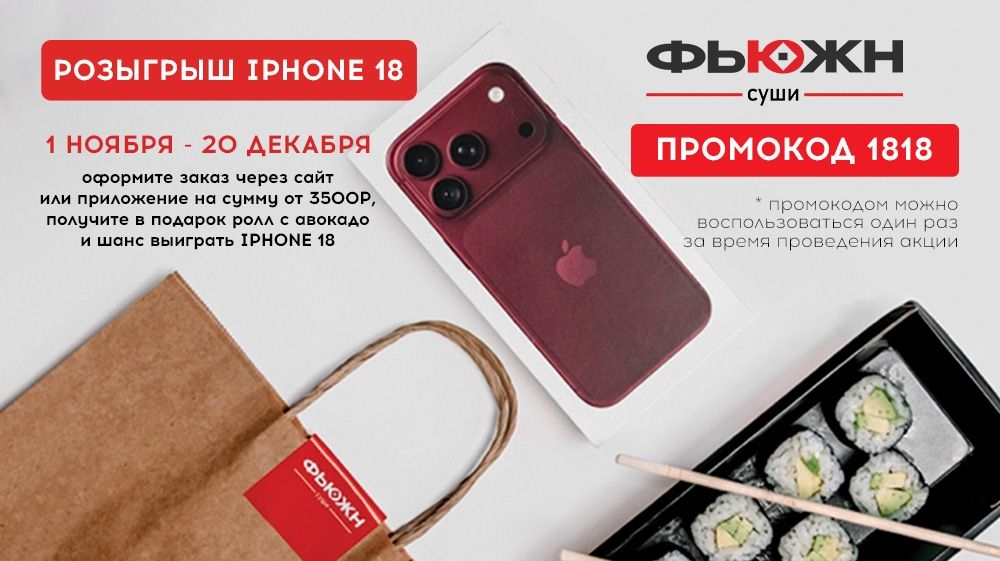 РОЗЫГРЫШ IPHONE 18
1 НОЯБРЯ - 20 ДЕКАБРЯ
оформите заказ через сайт
или приложение на сумму от 3500Р,
получите в подарок ролл с авокадо
и шанс выиграть IPHONE 18
ФЬЮЖН
суши
ПРОМОКОД 1818
* промокодом можно
воспользоваться один раз
за время проведения акции
ФЬЮЖН
суши